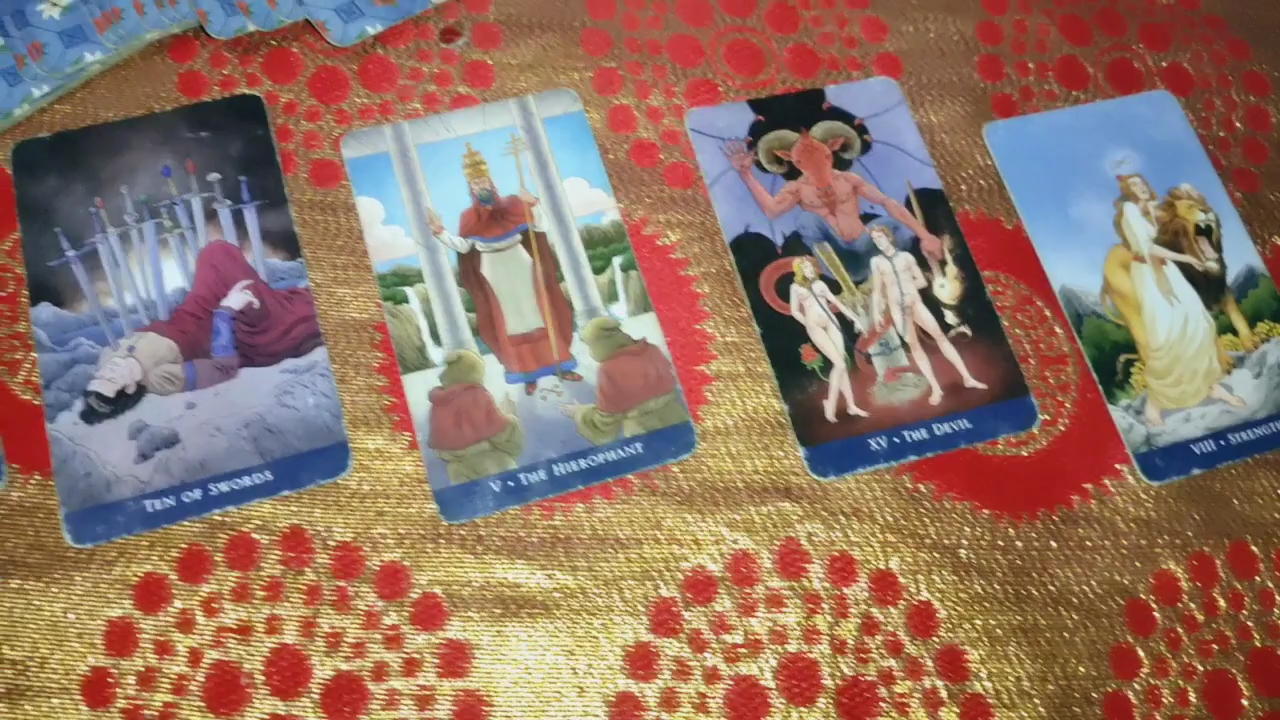 TEN OF SWORDS
V • THE HIEROPHANT
XV • THE DEVIL
VIII • STRENGTH